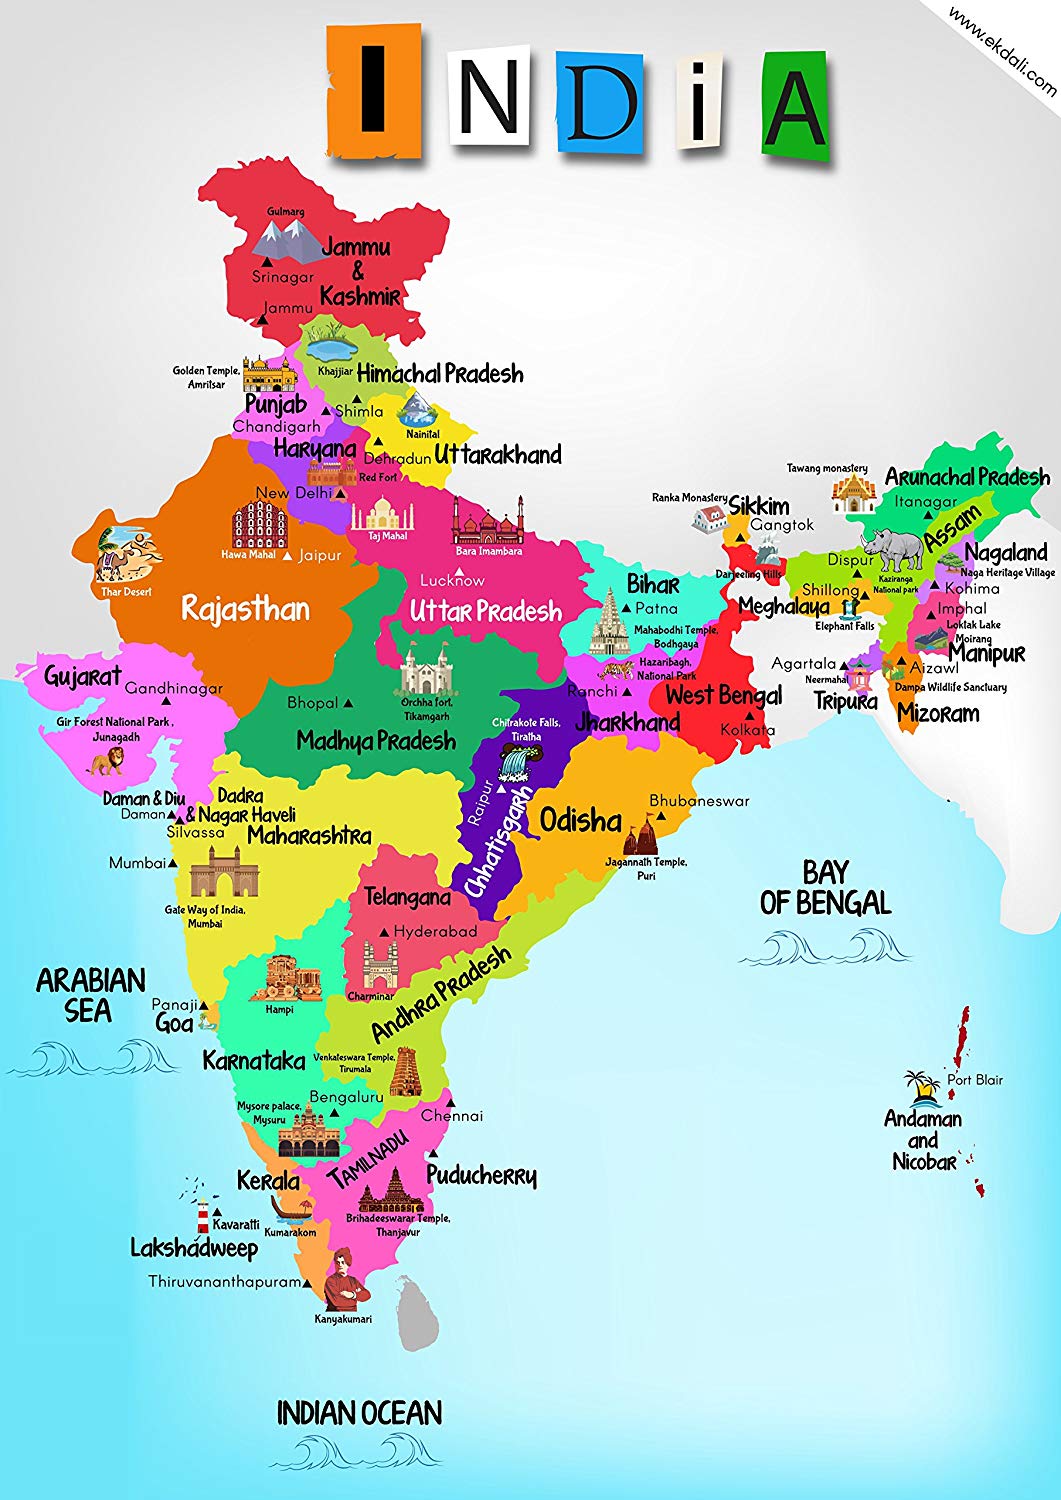 www.ekdali.com
INDiA
Gulmarg
Jammu
&
Kashmir
Srinagar
Jammu
Golden Temple,
Amritsar
Khajjiar
Himachal Pradesh
Punjab
Shimla
Chandigarh
Nainital
Haryana
Dehradun
Uttarakhand
Red Fort
New Delhi
Tawang monastery
Arunachal Pradesh
Itanagar
Ranka Monastery
Sikkim
Gangtok
Assam
Hawa Mahal
Jaipur
Taj Mahal
Bara Imambara
Thar Desert
Lucknow
Rajasthan
Uttar Pradesh
Bihar
Patna
Mahabodhi Temple,
Bodhgaya
Darjeeling Hills
Dispur
Kaziranga
National park
Nagaland
Naga Heritage Village
Shillong
Kohima
Meghalaya
Elephant Falls
Imphal
Loktak Lake
Moirang
Manipur
Agartala
Neermahal
Aizawl
Dampa Wildlife Sanctuary
Tripura
Mizoram
Gujarat
Gandhinagar
Gir Forest National Park ,
Junagadh
Bhopal
Orchha fort,
Tikamgarh
Madhya Pradesh
Hazaribagh,
National Park
Ranchi
Jharkhand
West Bengal
Kolkata
Chitrakote Falls,
Tiratha
Raipur
Chhatisgarh
Odisha
Bhubaneswar
Jagannath Temple,
Puri
Daman & Diu
Daman
Dadra
& Nagar Haveli
Silvassa
Maharashtra
Mumbai
Gate Way of India,
Mumbai
Telangana
Hyderabad
Charminar
BAY
OF BENGAL
ARABIAN
SEA
Panaji
Goa
Hampi
Andhra Pradesh
Karnataka
Venkateswara Temple,
Tirumala
Bengaluru
Mysore palace,
Mysuru
Chennai
Port Blair
Andaman
and
Nicobar
Kerala
TAMILNADU
Puducherry
Kavaratti
Lakshadweep
Kumarakom
Brihadeeswarar Temple,
Thanjavur
Thiruvananthapuram
Kanyakumari
INDIAN OCEAN